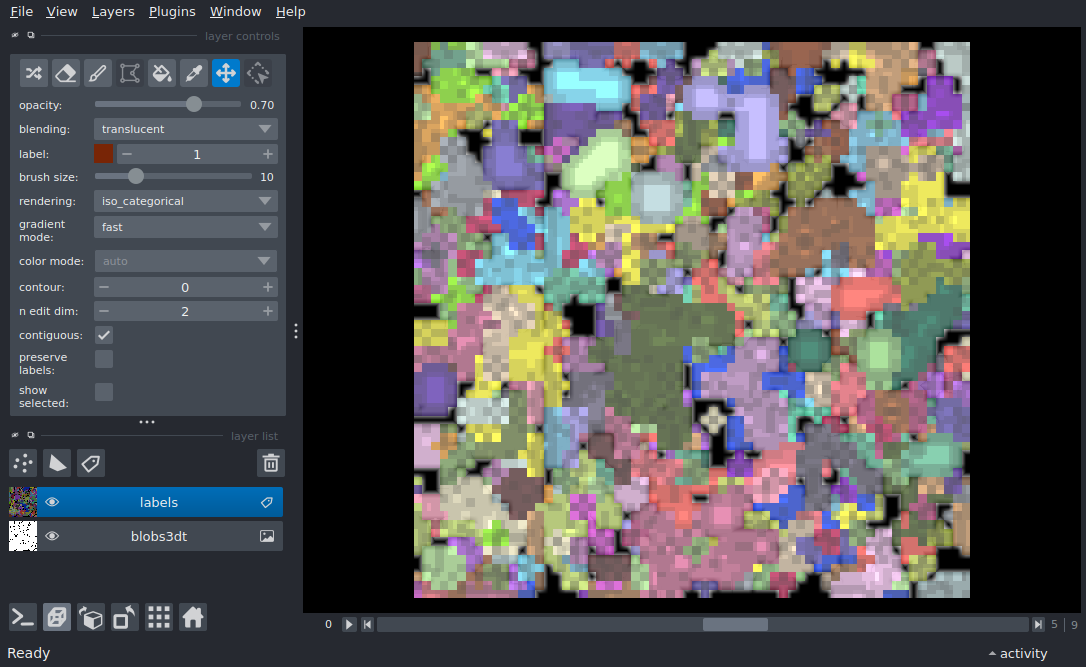 File View Layers Plugins Window Help
layer controls
opacity: 0.70
blending: translucent
label: 1
brush size: 10
rendering: iso_categorical
gradient
mode: fast
color mode: auto
contour: 0
n edit dim: 2
contiguous:
preserve
labels:
show
selected:
layer list
labels
blobs3dt
0 5 | 9
Ready activity